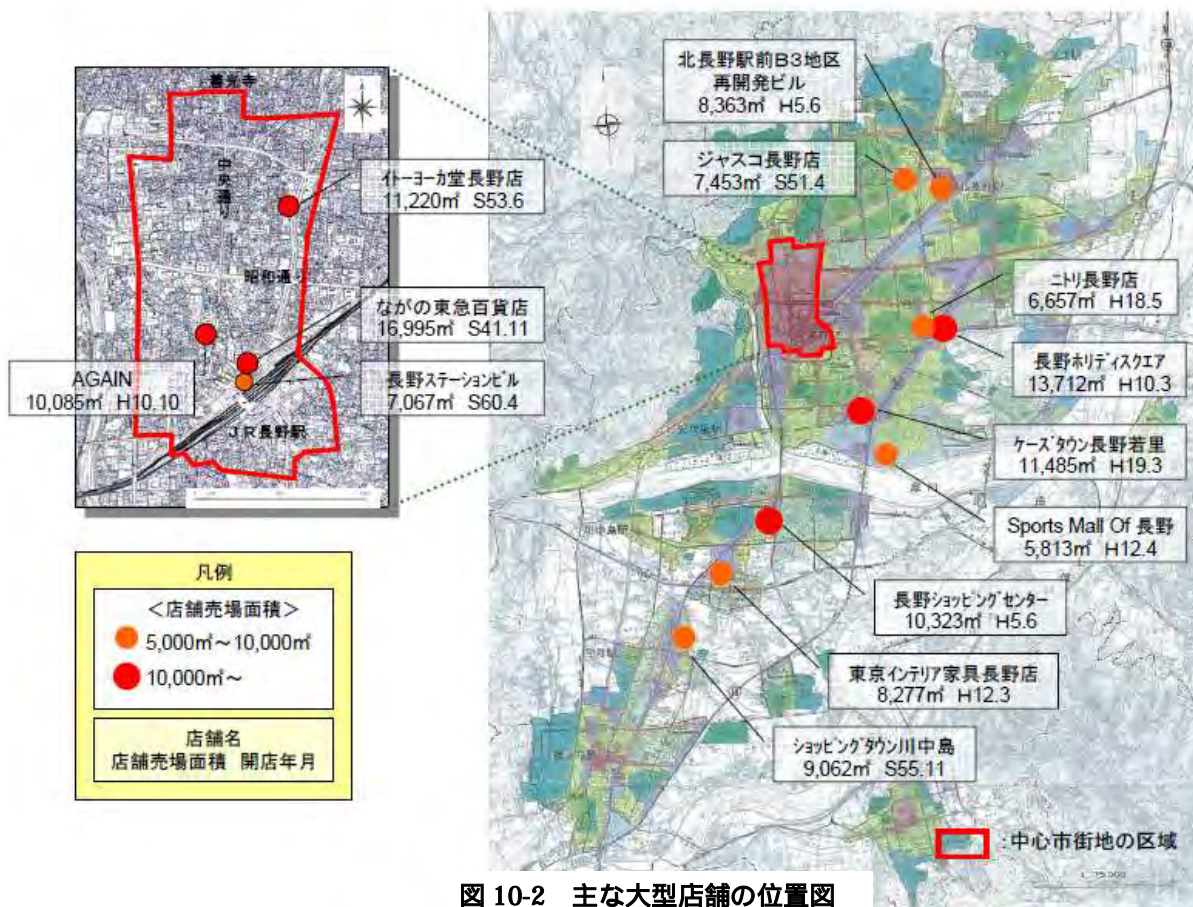 善光寺
中央通り
イトーヨーカ堂長野店
11,220㎡ S53.6
昭和通り
ながの東急百貨店
16,995㎡ S41.11
AGAIN
10,085㎡ H10.10
長野ステーションビル
7,067㎡ S60.4
JR長野駅
凡例
<店舗売場面積>
5,000㎡~10,000㎡
10,000㎡~
店舗名
店舗売場面積 開店年月
北長野駅前B3地区
再開発ビル
8,363㎡ H5.6
ジャスコ長野店
7,453㎡ S51.4
ニトリ長野店
6,657㎡ H18.5
長野ホリデイスクエア
13,712㎡ H10.3
ケーズタウン長野若里
11,485㎡ H19.3
Sports Mall Of 長野
5,813㎡ H12.4
長野ショッピングセンター
10,323㎡ H5.6
東京インテリア家具長野店
8,277㎡ H12.3
ショッピングタウン川中島
9,062㎡ S55.11
:中心市街地の区域
図 10-2 主な大型店舗の位置図